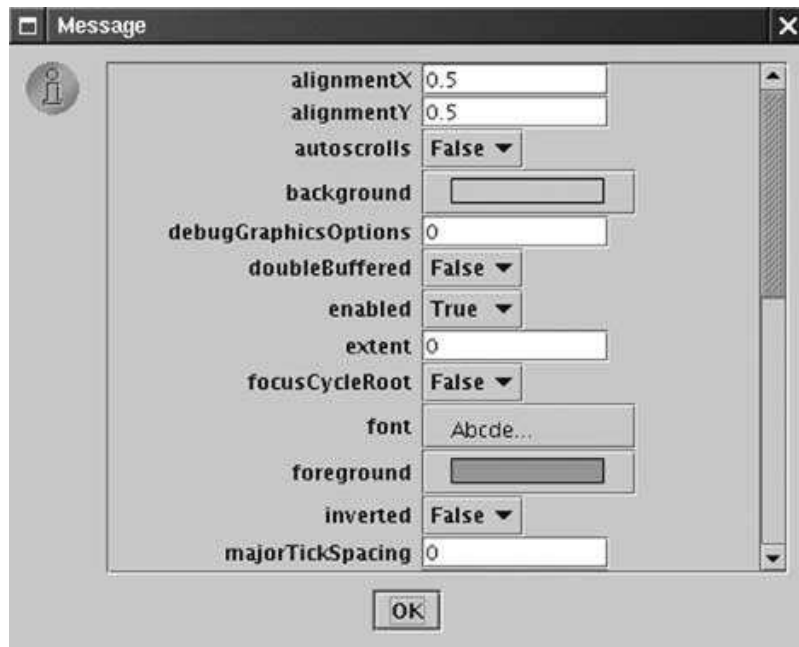 Message
alignmentX 0.5
alignmentY 0.5
autoscrolls False
background
debugGraphicsOptions 0
doubleBuffered False
enabled True
extent 0
focusCycleRoot False
font Abcde...
foreground
inverted False
majorTickSpacing 0
OK